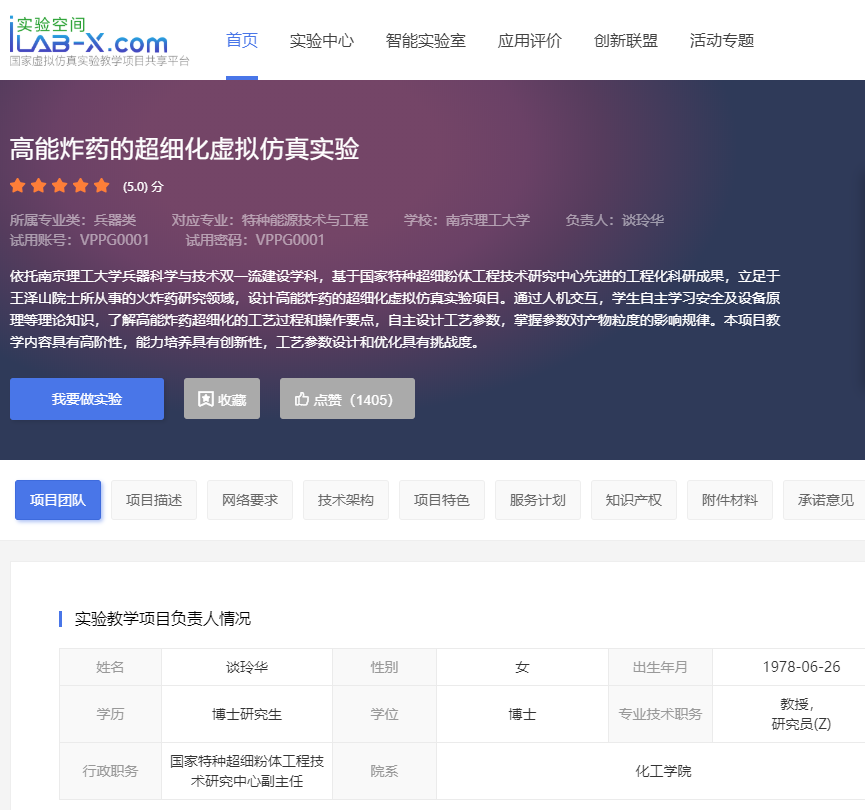 实验空间
iLAB-X.com
国家虚拟仿真实验教学项目共享平台
首页 实验中心 智能实验室 应用评价 创新联盟 活动专题
高能炸药的超细化虚拟仿真实验
(5.0) 分
所属专业类：兵器类 对应专业：特种能源技术与工程 学校：南京理工大学 负责人：谈玲华
试用账号：VPPG0001 试用密码：VPPG0001
依托南京理工大学兵器科学与技术双一流建设学科，基于国家特种超细粉体工程技术研究中心先进的工程化科研成果，立足于
王泽山院士所从事的火炸药研究领域，设计高能炸药的超细化虚拟仿真实验项目。通过人机交互，学生自主学习安全及设备原
理等理论知识，了解高能炸药超细化的工艺过程和操作要点，自主设计工艺参数，掌握参数对产物粒度的影响规律。本项目教
学内容具有高阶性，能力培养具有创新性，工艺参数设计和优化具有挑战度。
我要做实验 收藏 点赞（1405）
项目团队 项目描述 网络要求 技术架构 项目特色 服务计划 知识产权 附件材料 承诺意见
实验教学项目负责人情况
姓名 谈玲华 性别 女 出生年月 1978-06-26
学历 博士研究生 学位 博士 专业技术职务 教授，
研究员(Z)
行政职务 国家特种超细粉体工程技
术研究中心副主任 院系 化工学院